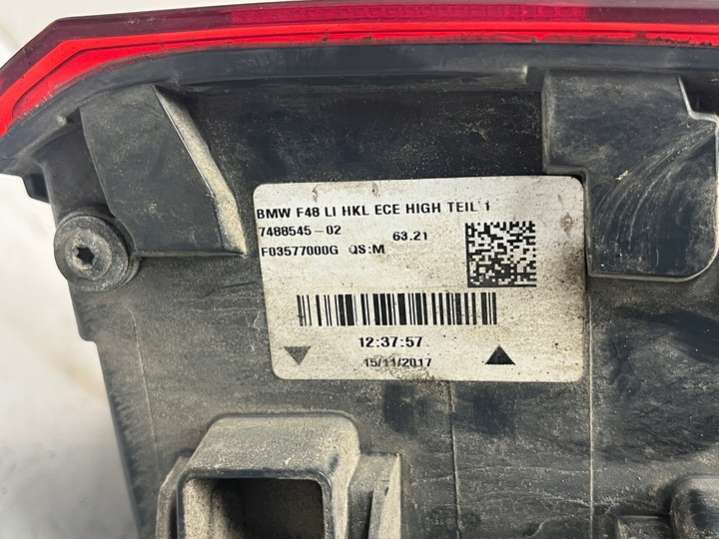 BMW F48 LI HKL ECE HIGH TEIL 1
7488545-02 63.21
F03577000G QS:M
12:37:57
15/11/2017